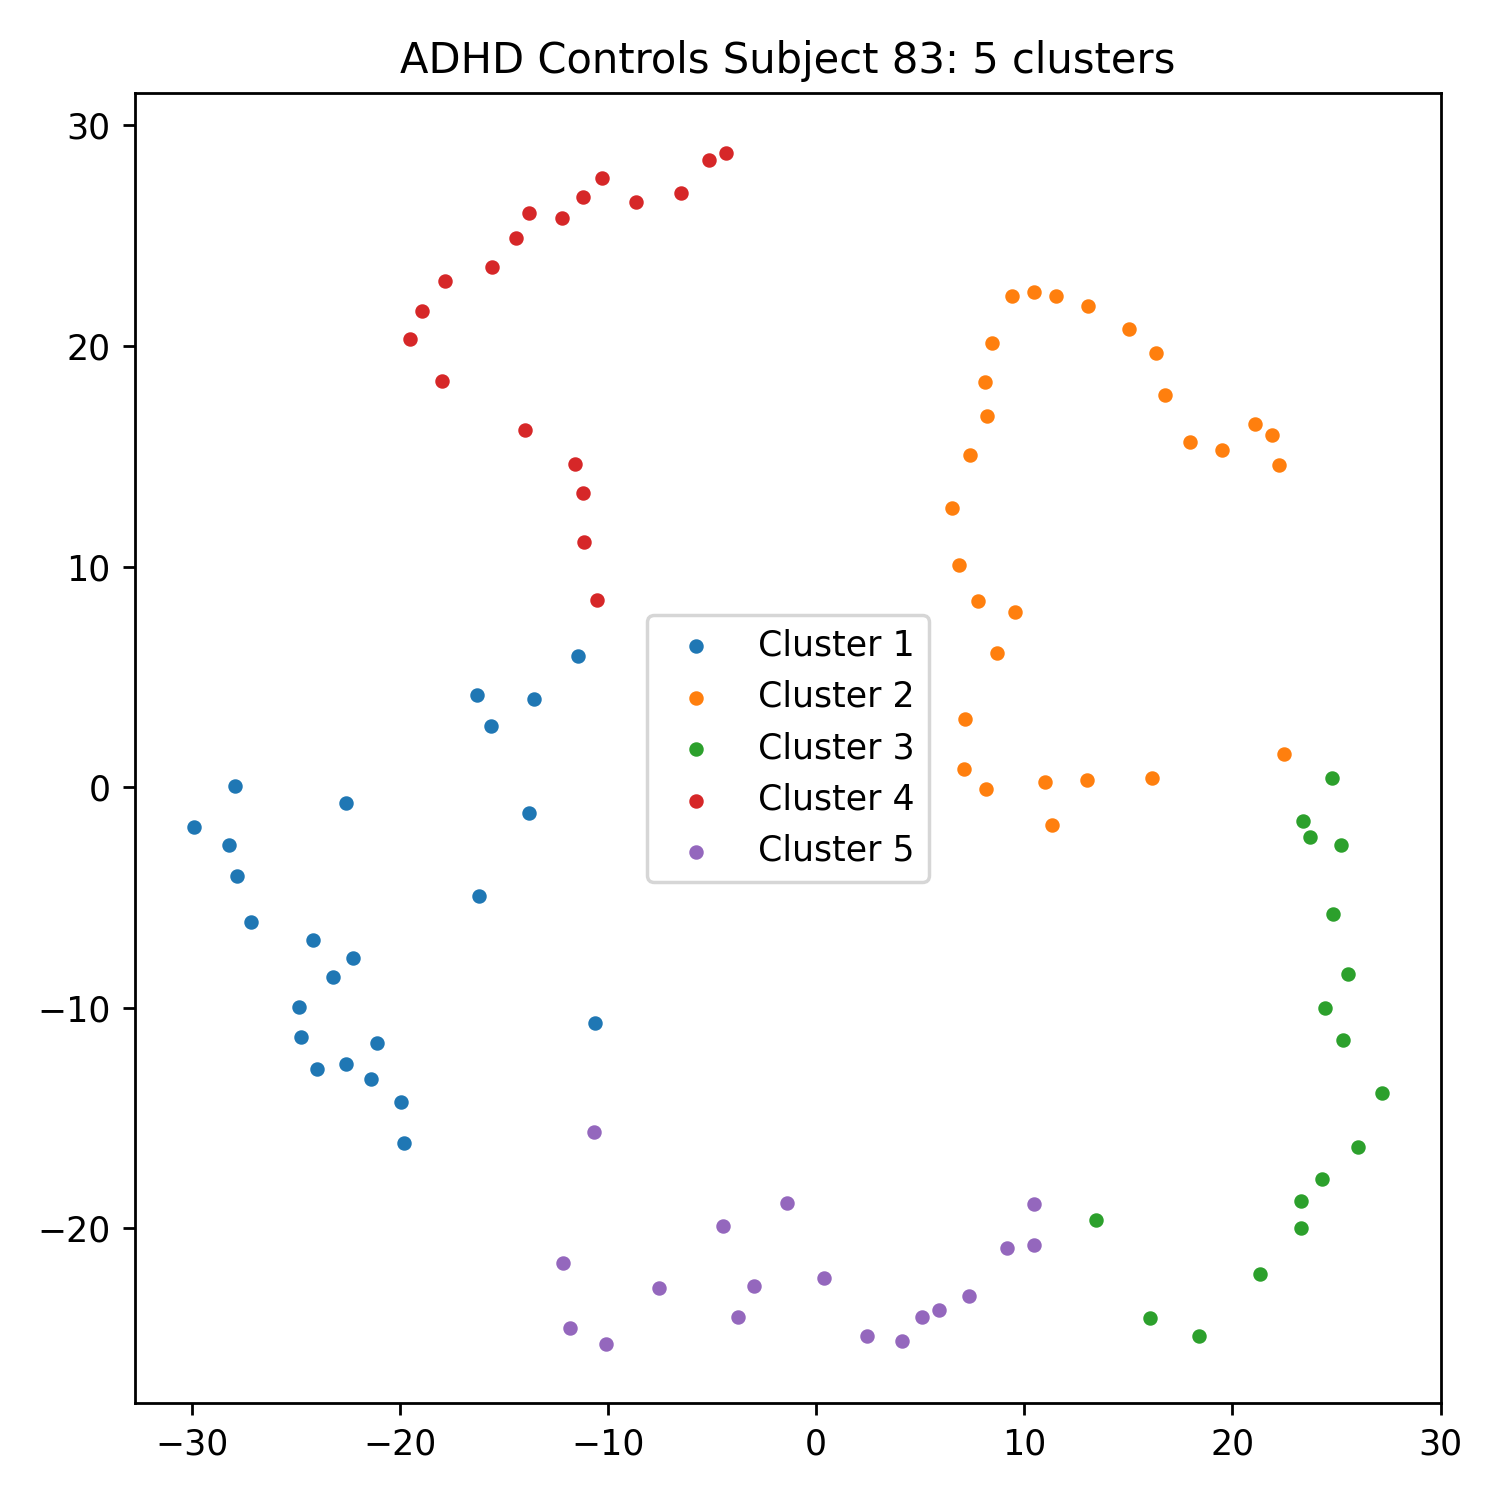 ADHD Controls Subject 83: 5 clusters
30
20
10
0
−10
−20
Cluster 1
Cluster 2
Cluster 3
Cluster 4
Cluster 5
−30 −20 −10 0 10 20 30